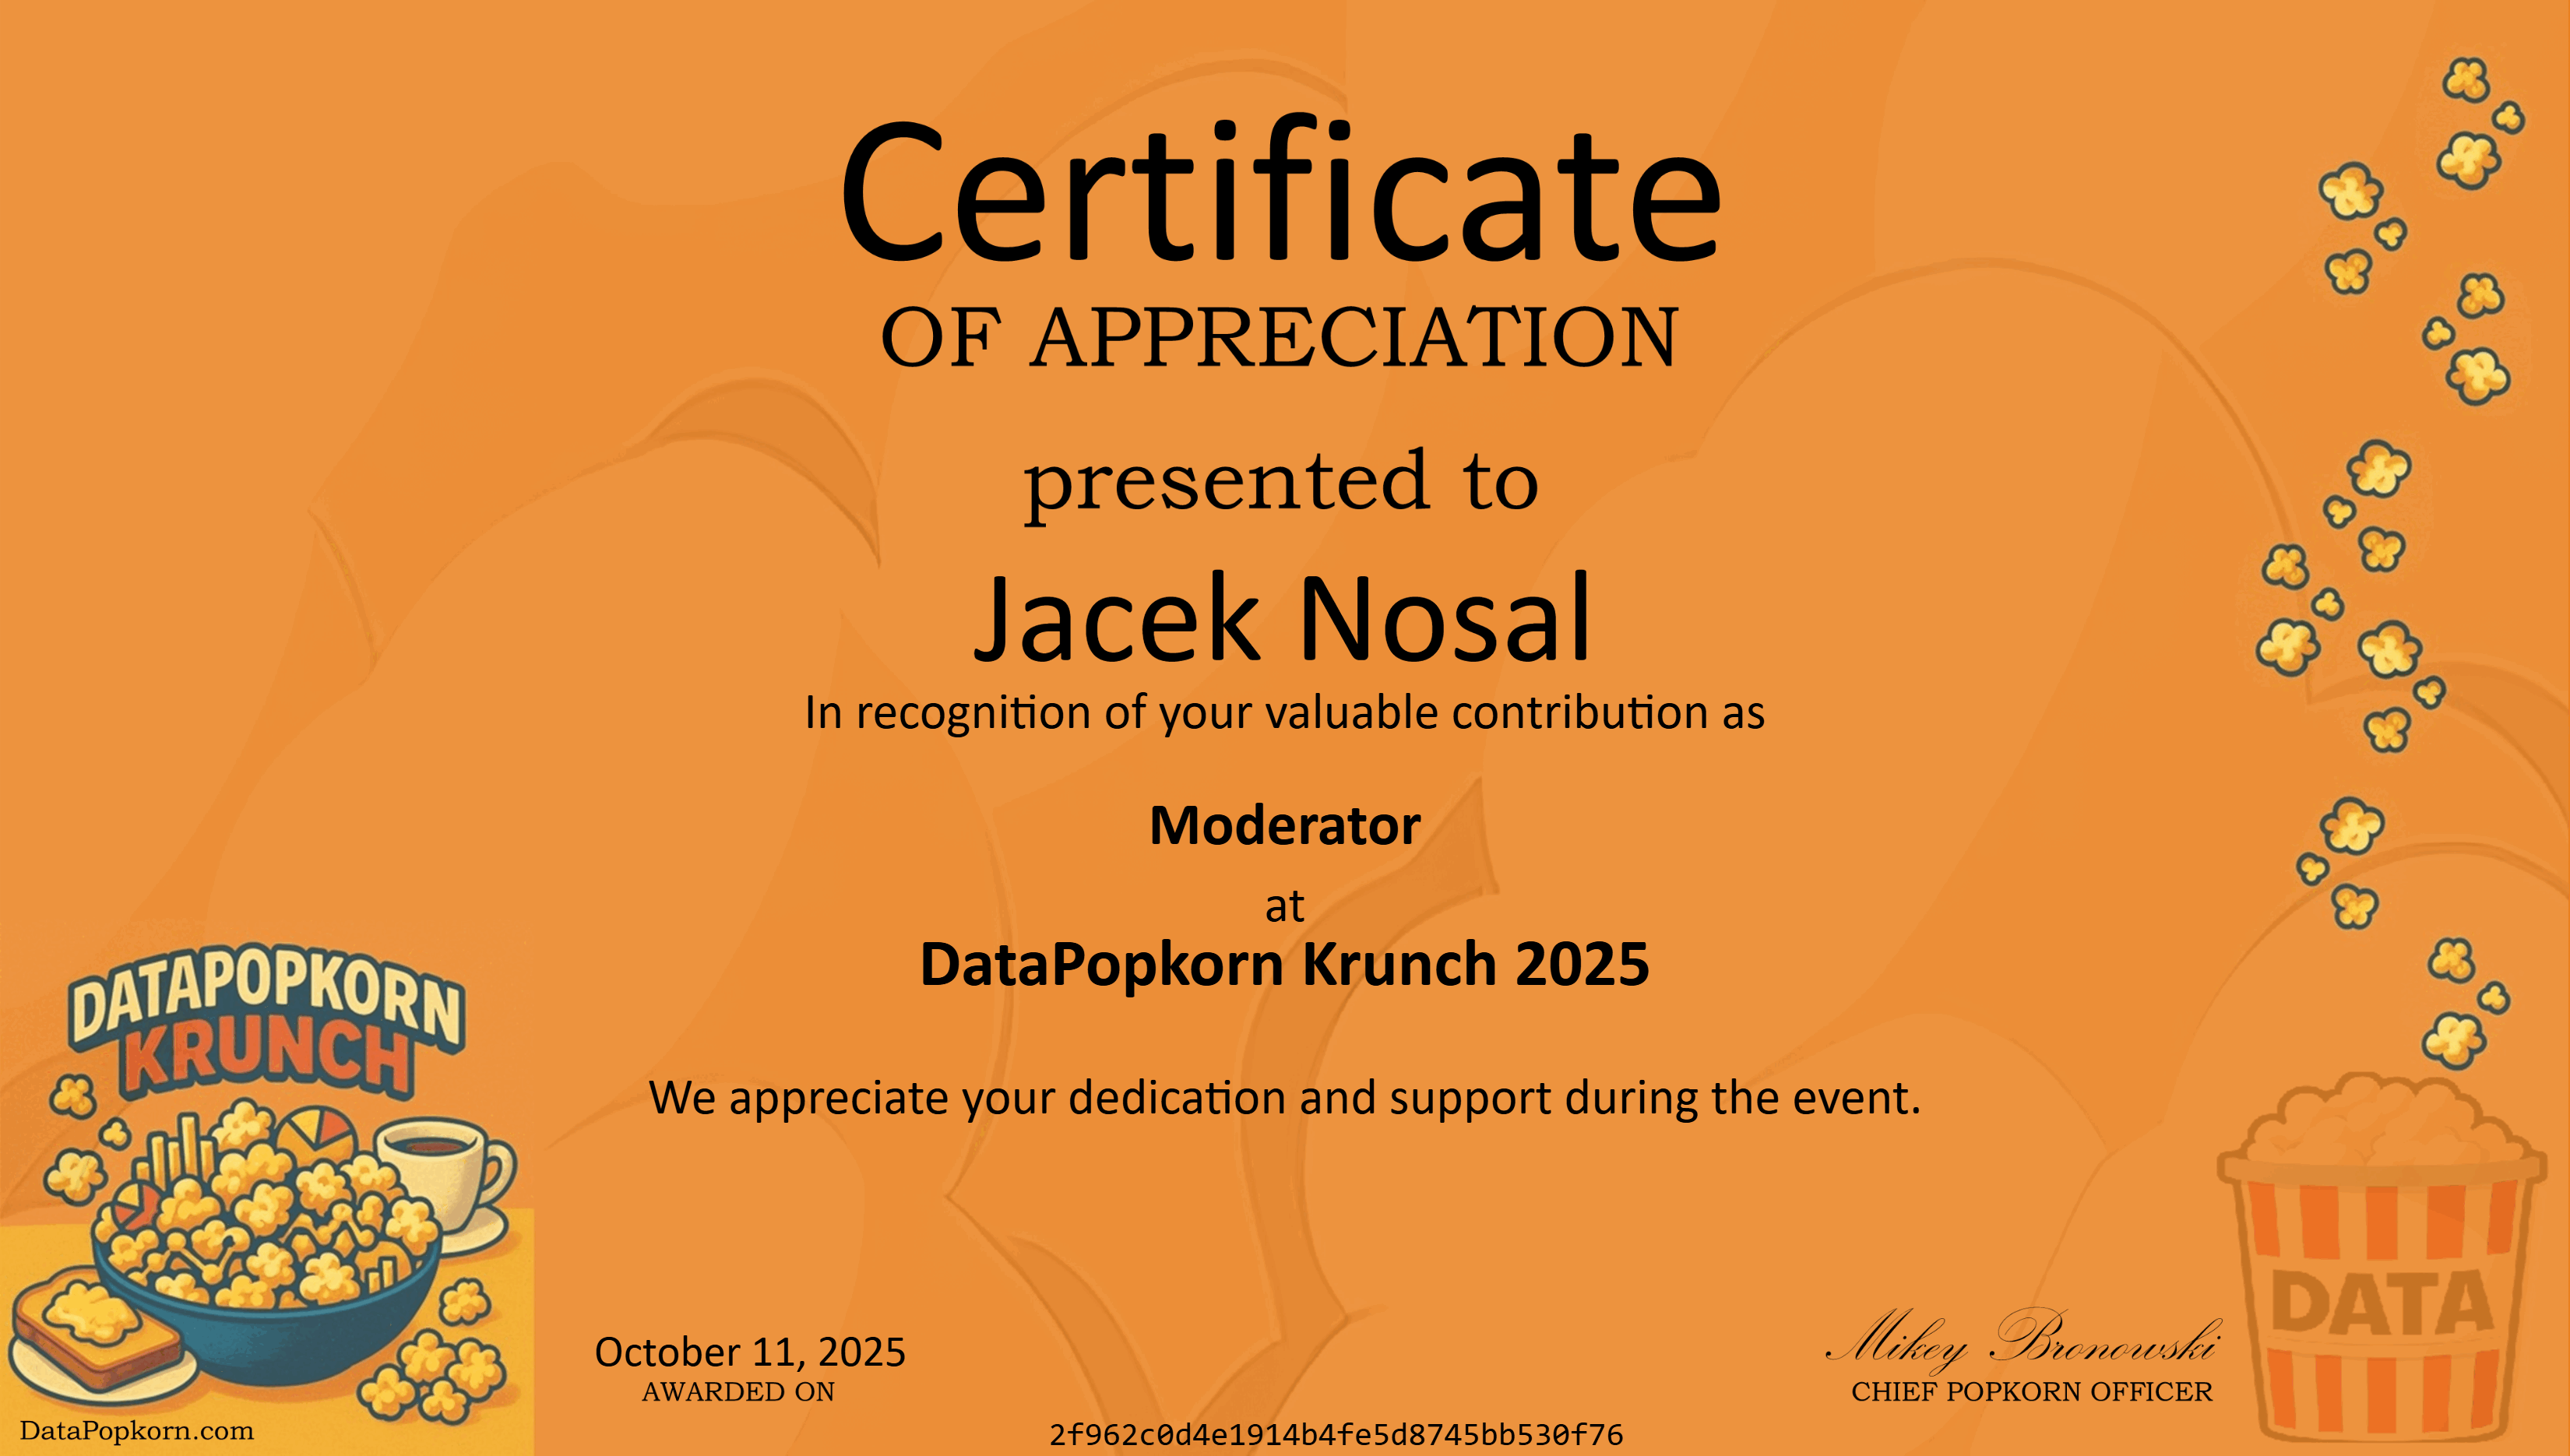 Certificate
OF APPRECIATION
presented to
Jacek Nosal
In recognition of your valuable contribution as
Moderator
at
DataPopkorn Krunch 2025
We appreciate your dedication and support during the event.
DATAPOPKORN
KRUNCH
DataPopkorn.com
October 11, 2025
AWARDED ON
2f962c0d4e1914b4fe5d8745bb530f76
Mikey Bronowski
CHIEF POPKORN OFFICER
DATA